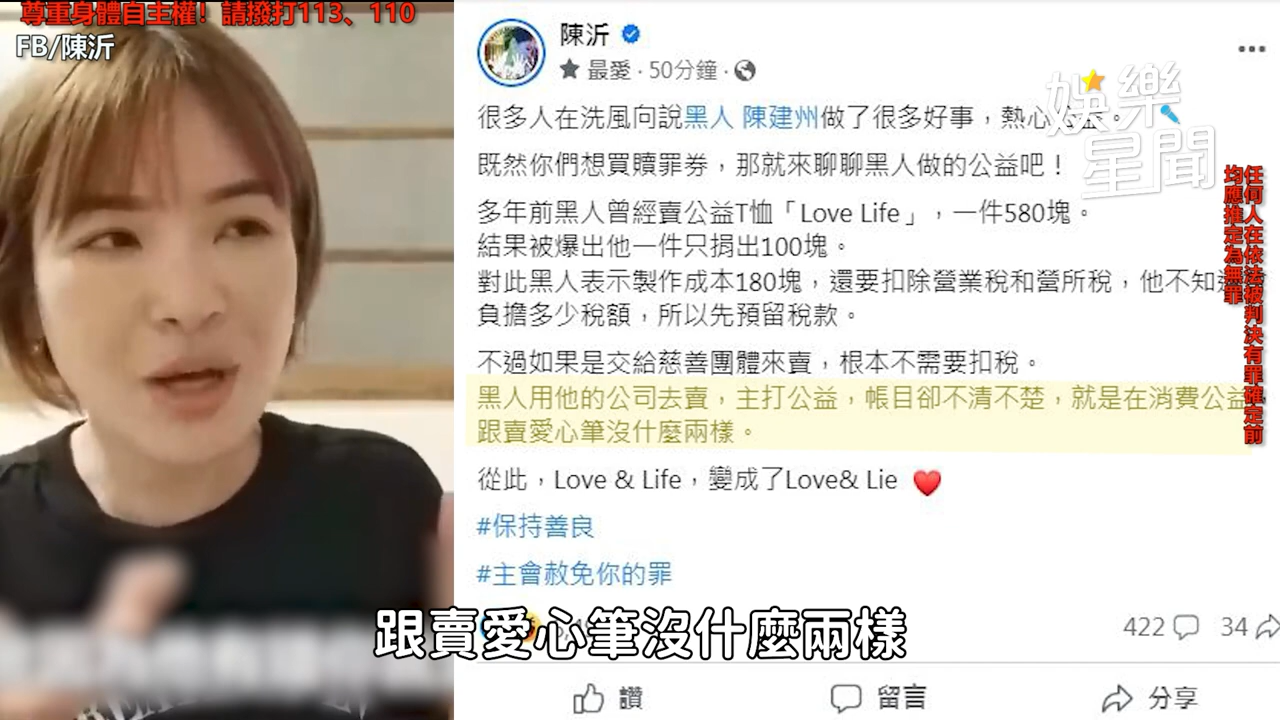 尊重身體自主權！請撥打113、110
FB/陳沂
陳沂
最愛·50分鐘·
娛樂
星聞
很多人在洗風向說黑人 陳建州做了很多好事，熱心公益。
既然你們想買贖罪券，那就來聊聊黑人做的公益吧！
多年前黑人曾經賣公益T恤「Love Life」，一件580塊。
結果被爆出他一件只捐出100塊。
對此黑人表示製作成本180塊，還要扣除營業稅和營所稅，他不知道
負擔多少稅額，所以先預留稅款。
不過如果是交給慈善團體來賣，根本不需要扣稅。
黑人用他的公司去賣，主打公益，帳目卻不清不楚，就是在消費公益
跟賣愛心筆沒什麼兩樣。
從此，Love & Life，變成了Love& Lie
#保持善良
#主會赦免你的罪
任何人在依法被判決有罪確定前
均應推定為無罪
跟賣愛心筆沒什麼兩樣
422
34
讚
留言
分享